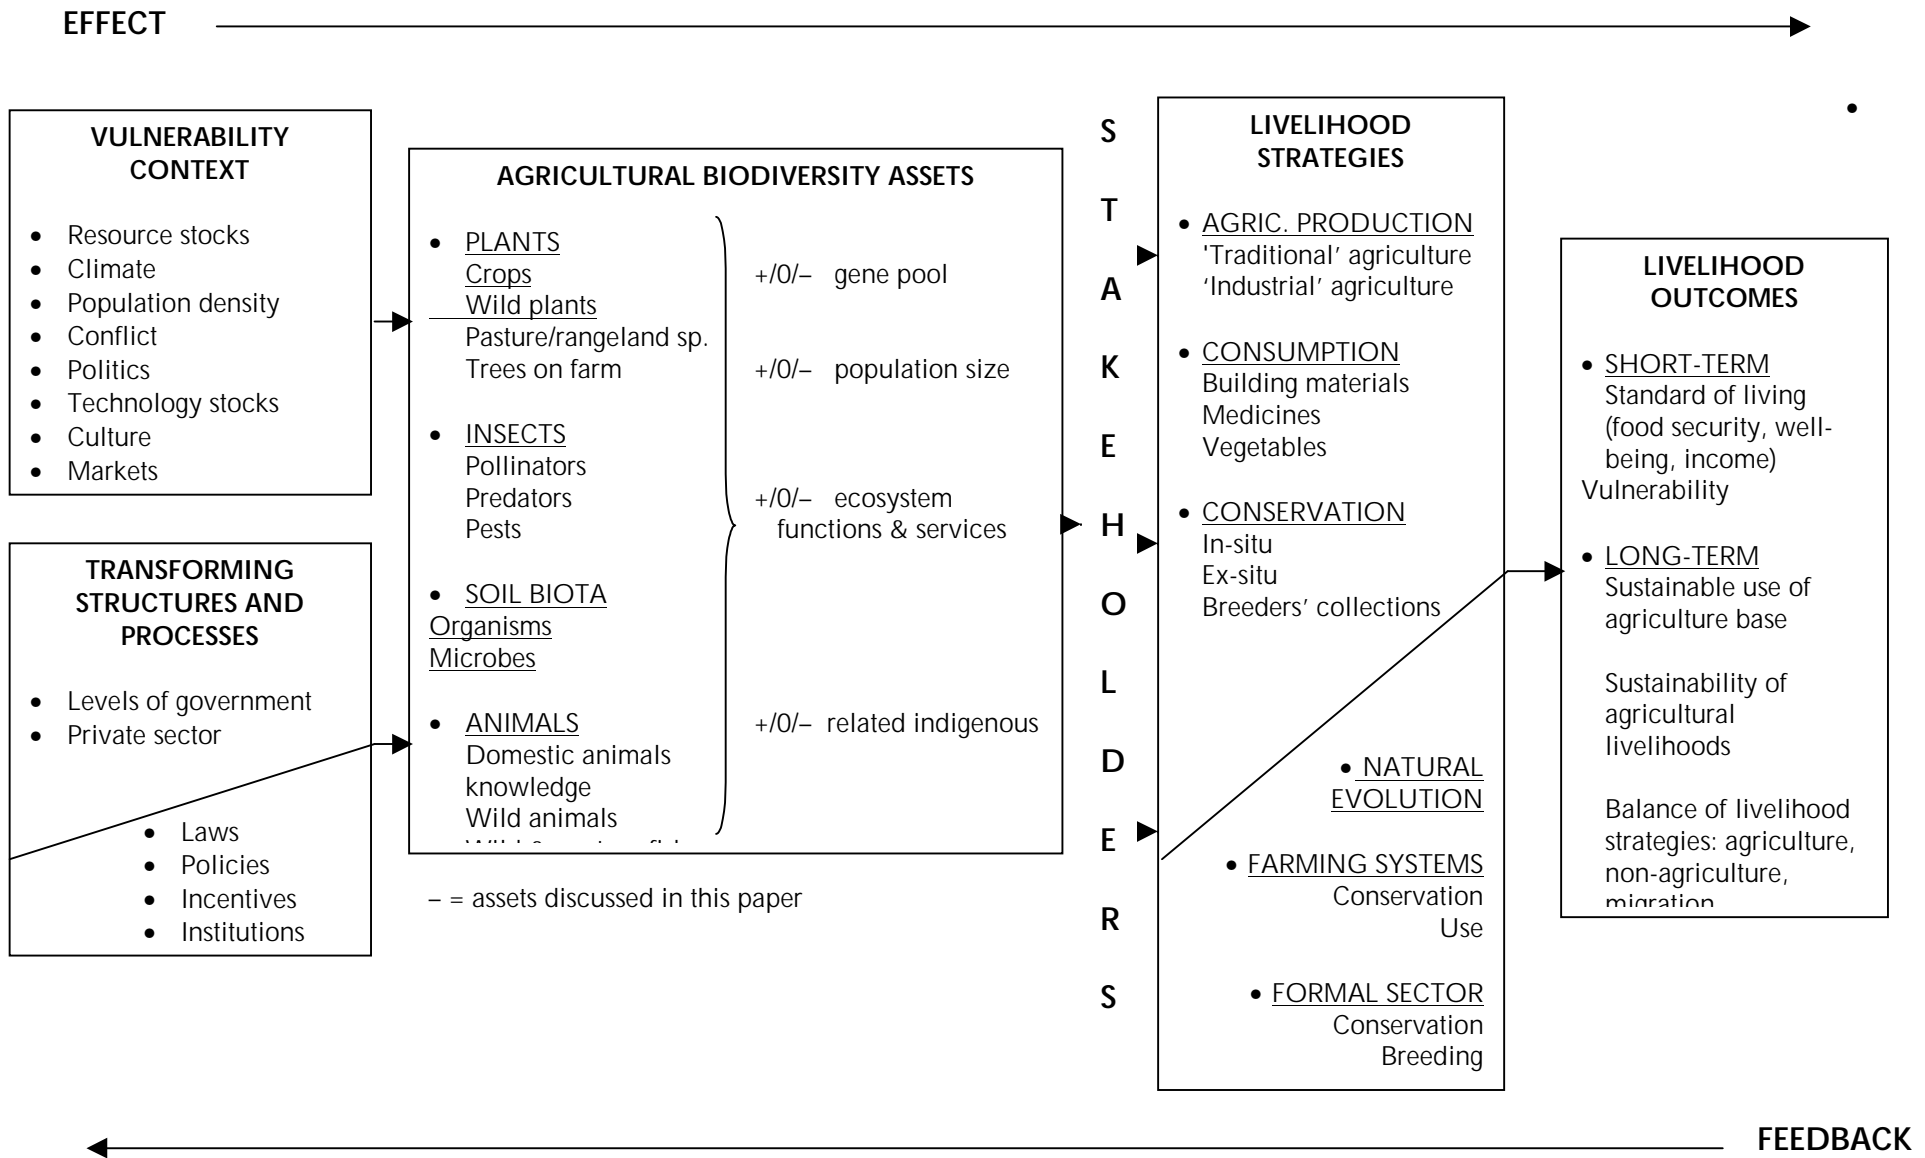 EFFECT
VULNERABILITY
CONTEXT
• Resource stocks
• Climate
• Population density
• Conflict
• Politics
• Technology stocks
• Culture
• Markets
TRANSFORMING
STRUCTURES AND
PROCESSES
• Levels of government
• Private sector
• Laws
• Policies
• Incentives
• Institutions
AGRICULTURAL BIODIVERSITY ASSETS
• PLANTS
Crops
Wild plants
Pasture/rangeland sp.
Trees on farm
• INSECTS
Pollinators
Predators
Pests
• SOIL BIOTA
Organisms
Microbes
• ANIMALS
Domestic animals
knowledge
Wild animals
+/0/– gene pool
+/0/– population size
+/0/– ecosystem
functions & services
+/0/– related indigenous
– = assets discussed in this paper
S
T
A
K
E
H
O
L
D
E
R
S
LIVELIHOOD
STRATEGIES
• AGRIC. PRODUCTION
'Traditional’ agriculture
‘Industrial’ agriculture
• CONSUMPTION
Building materials
Medicines
Vegetables
• CONSERVATION
In-situ
Ex-situ
Breeders’ collections
• NATURAL
EVOLUTION
• FARMING SYSTEMS
Conservation
Use
• FORMAL SECTOR
Conservation
Breeding
•
LIVELIHOOD
OUTCOMES
• SHORT-TERM
Standard of living
(food security, well-
being, income)
Vulnerability
• LONG-TERM
Sustainable use of
agriculture base
Sustainability of
agricultural
livelihoods
Balance of livelihood
strategies: agriculture,
non-agriculture,
migration
FEEDBACK